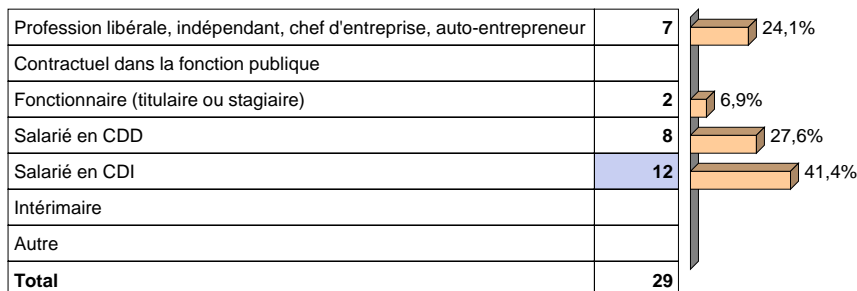 Profession libérale, indépendant, chef d'entreprise, auto-entrepreneur 7 24,1%
Contractuel dans la fonction publique
Fonctionnaire (titulaire ou stagiaire) 2 6,9%
Salarié en CDD 8 27,6%
Salarié en CDI 12 41,4%
Intérimaire
Autre
Total 29